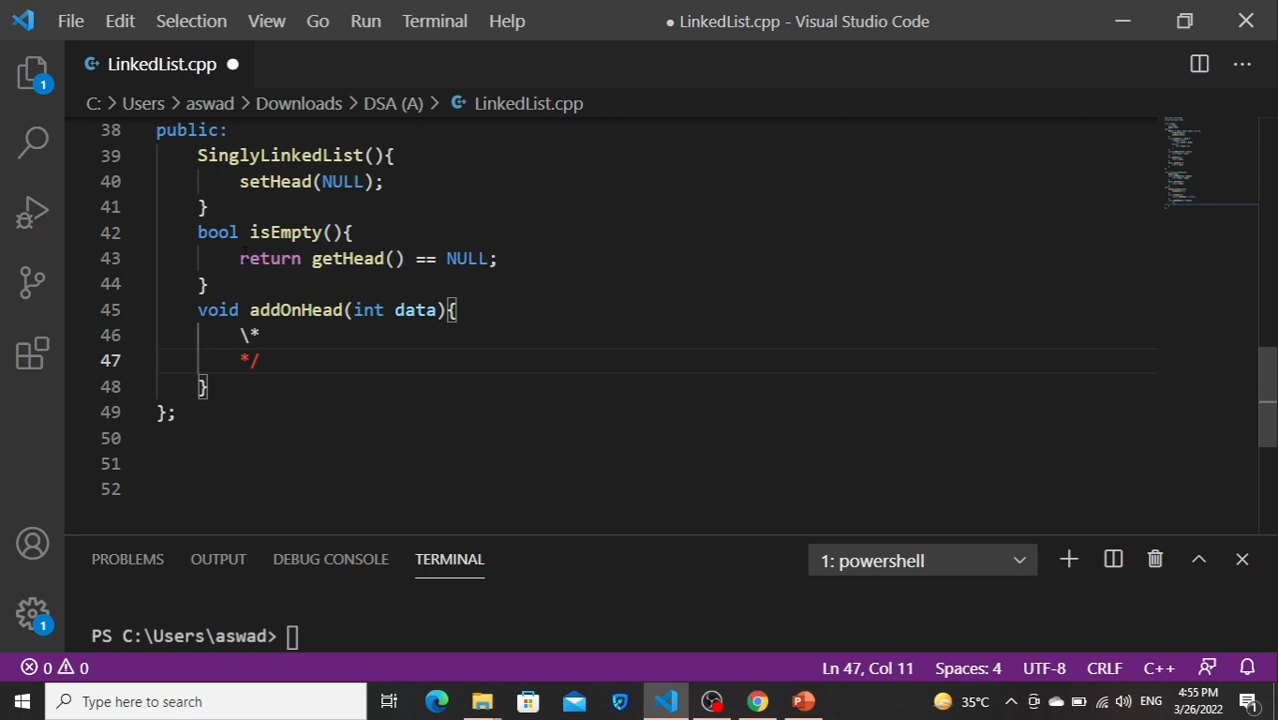 File Edit Selection View Go Run Terminal Help ● LinkedList.cpp - Visual Studio Code
LinkedList.cpp ●
1
C: > Users > aswad > Downloads > DSA (A) > LinkedList.cpp
38 public:
39 SinglyLinkedList(){
40 setHead(NULL);
41 }
42 bool isEmpty(){
43 return getHead() == NULL;
44 }
45 void addOnHead(int data){
46 \*
47 */
48 }
49 };
50
51
52
PROBLEMS OUTPUT DEBUG CONSOLE TERMINAL 1: powershell
PS C:\Users\aswad>
1
0 0 Ln 47, Col 11 Spaces: 4 UTF-8 CRLF C++
Type here to search 35°C ENG 4:55 PM
3/26/2022 1